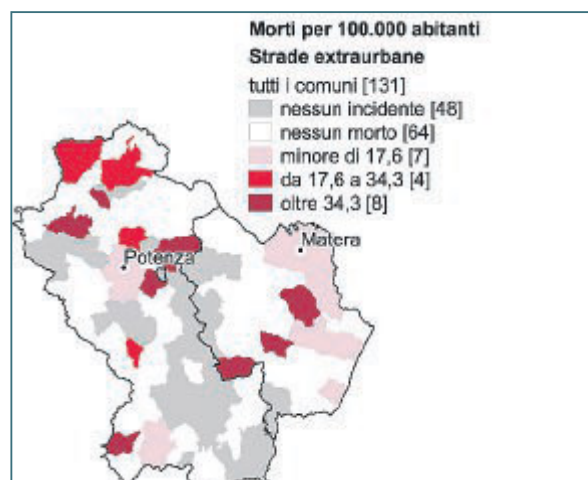 Morti per 100.000 abitanti
Strade extraurbane
tutti i comuni [131]
nessun incidente [48]
nessun morto [64]
minore di 17,6 [7]
da 17,6 a 34,3 [4]
oltre 34,3 [8]
Matera
Potenza